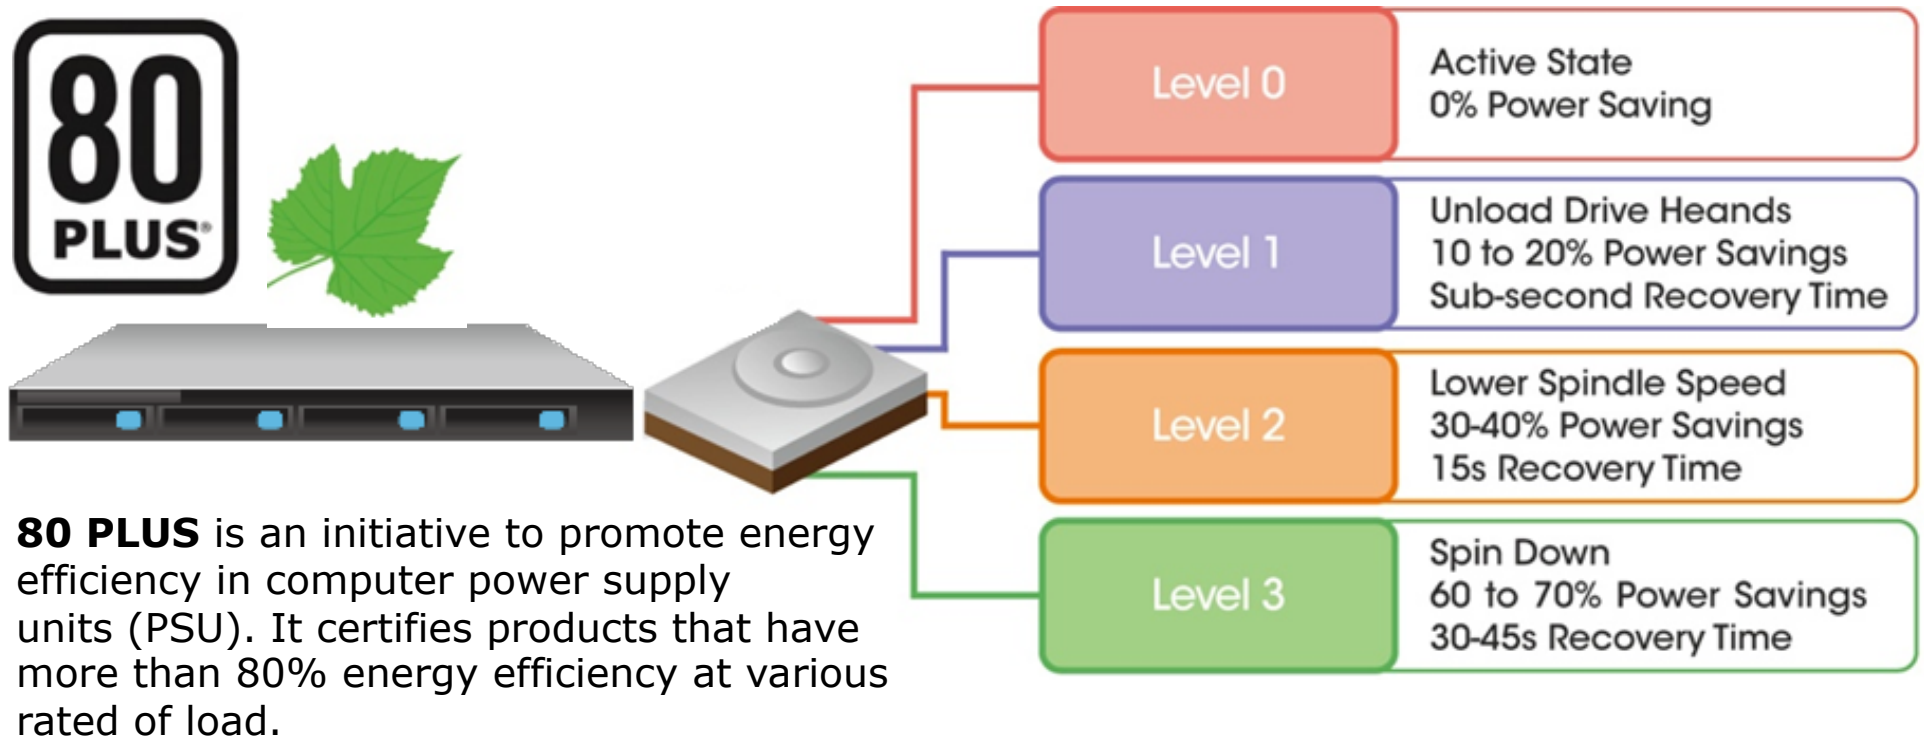 80
PLUS®
Level 0
Active State
0% Power Saving
Level 1
Unload Drive Heands
10 to 20% Power Savings
Sub-second Recovery Time
Level 2
Lower Spindle Speed
30-40% Power Savings
15s Recovery Time
Level 3
Spin Down
60 to 70% Power Savings
30-45s Recovery Time
80 PLUS is an initiative to promote energy
efficiency in computer power supply
units (PSU). It certifies products that have
more than 80% energy efficiency at various
rated of load.